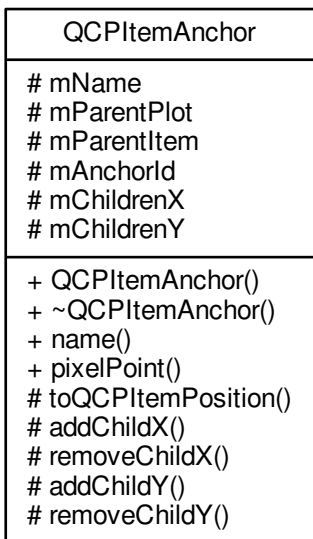 QCPItemAnchor
# mName
# mParentPlot
# mParentItem
# mAnchorId
# mChildrenX
# mChildrenY
+ QCPItemAnchor()
+ ~QCPItemAnchor()
+ name()
+ pixelPoint()
# toQCPItemPosition()
# addChildX()
# removeChildX()
# addChildY()
# removeChildY()